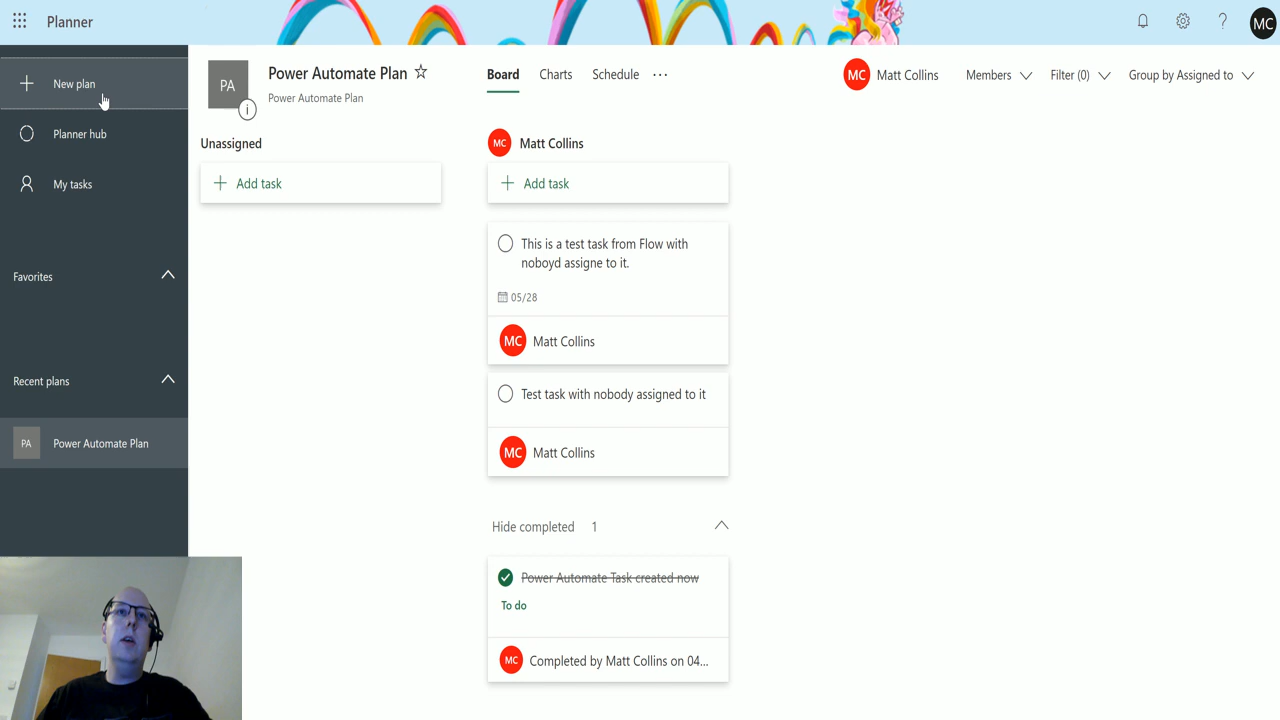 Planner
MC
New plan
Planner hub
My tasks
Favorites
Recent plans
PA
Power Automate Plan
PA
Power Automate Plan
Power Automate Plan
Board
Charts
Schedule
MC
Matt Collins
Members
Filter (0)
Group by Assigned to
Unassigned
Add task
MC
Matt Collins
Add task
This is a test task from Flow with
noboyd assigne to it.
05/28
MC
Matt Collins
Test task with nobody assigned to it
MC
Matt Collins
Hide completed 1
Power Automate Task created now
To do
MC
Completed by Matt Collins on 04...